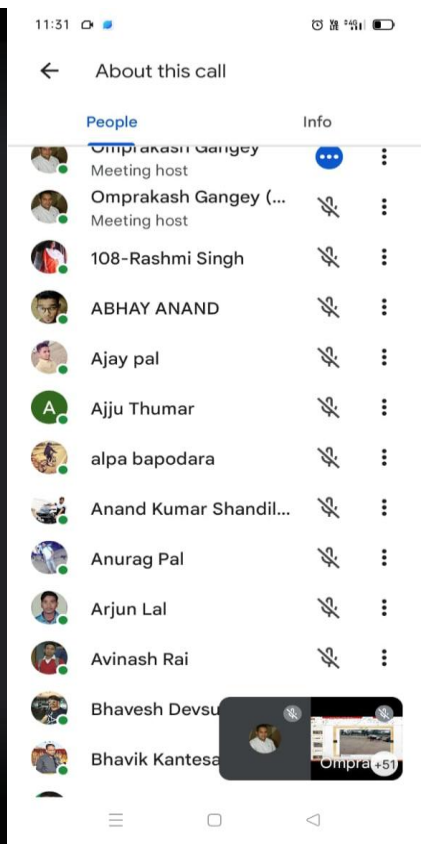 11:31
About this call
People
Info
Omprakash Gangey
Meeting host
Omprakash Gangey (...
Meeting host
108-Rashmi Singh
ABHAY ANAND
Ajay pal
A
Ajju Thumar
alpa bapodara
Anand Kumar Shandil...
Anurag Pal
Arjun Lal
Avinash Rai
Bhavesh Devsu
Bhavik Kantesa
Ompra
+51